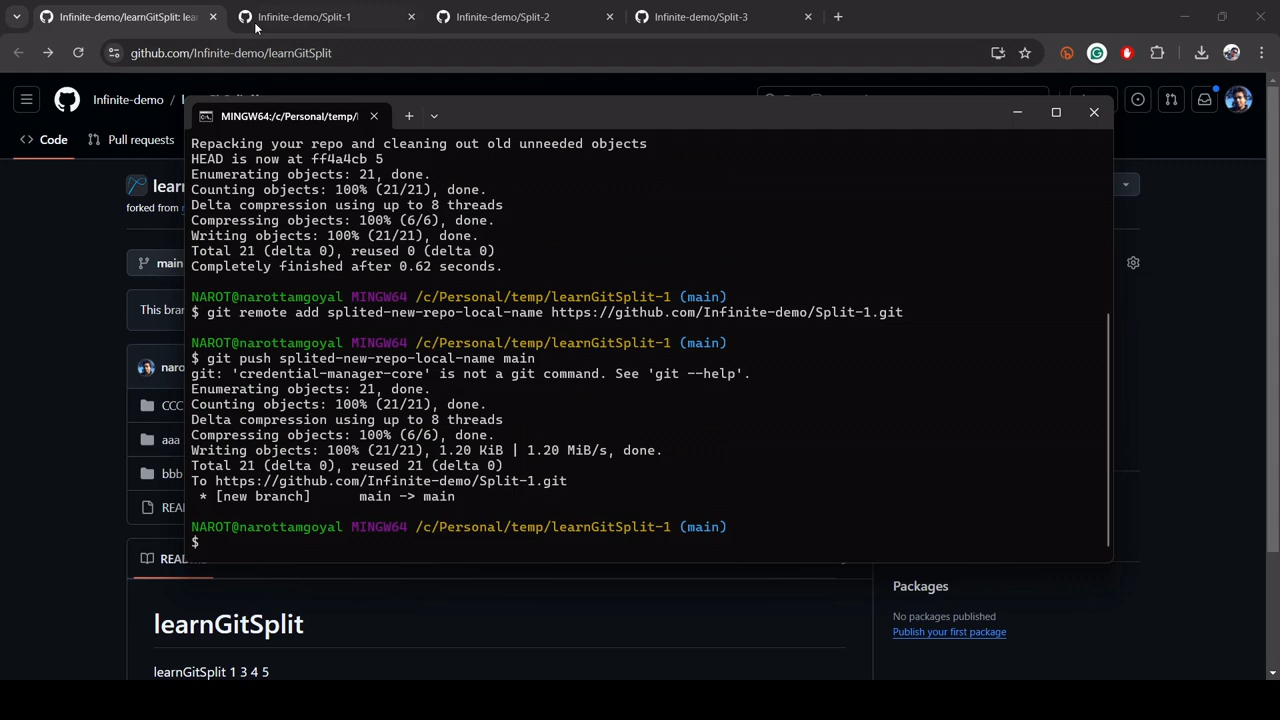 Infinite-demo/learnGitSplit: lear
Infinite-demo/Split-1
Infinite-demo/Split-2
Infinite-demo/Split-3
github.com/Infinite-demo/learnGitSplit
Infinite-demo /
Code
Pull requests
MINGW64:/c/Personal/temp/l
learn
forked from
main
This bran
naro
CCC
aaa
bbb
REA
READ
Repacking your repo and cleaning out old unneeded objects
HEAD is now at ff4a4cb 5
Enumerating objects: 21, done.
Counting objects: 100% (21/21), done.
Delta compression using up to 8 threads
Compressing objects: 100% (6/6), done.
Writing objects: 100% (21/21), done.
Total 21 (delta 0), reused 0 (delta 0)
Completely finished after 0.62 seconds.
NAROT@narottamgoyal MINGW64 /c/Personal/temp/learnGitSplit-1 (main)
$ git remote add splited-new-repo-local-name https://github.com/Infinite-demo/Split-1.git
NAROT@narottamgoyal MINGW64 /c/Personal/temp/learnGitSplit-1 (main)
$ git push splited-new-repo-local-name main
git: 'credential-manager-core' is not a git command. See 'git --help'.
Enumerating objects: 21, done.
Counting objects: 100% (21/21), done.
Delta compression using up to 8 threads
Compressing objects: 100% (6/6), done.
Writing objects: 100% (21/21), 1.20 KiB | 1.20 MiB/s, done.
Total 21 (delta 0), reused 21 (delta 0)
To https://github.com/Infinite-demo/Split-1.git
* [new branch]      main -> main
NAROT@narottamgoyal MINGW64 /c/Personal/temp/learnGitSplit-1 (main)
$
learnGitSplit
learnGitSplit 1 3 4 5
Packages
No packages published
Publish your first package